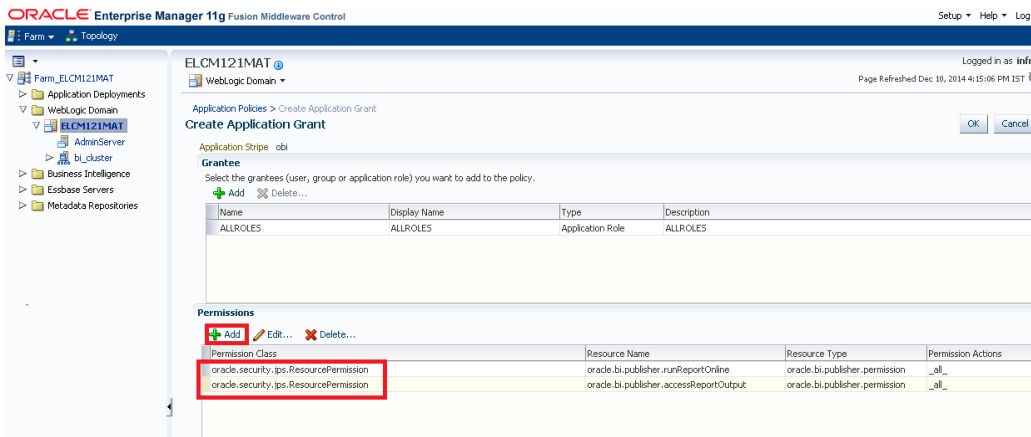 ORACLE Enterprise Manager 11g Fusion Middleware Control
Setup Help Log
Farm Topology
ELCM121MAT
Logged in as infr
WebLogic Domain
Page Refreshed Dec 10, 2014 4:15:06 PM IST
Farm_ELCM121MAT
Application Deployments
WebLogic Domain
ELCM121MAT
AdminServer
bi_cluster
Business Intelligence
Essbase Servers
Metadata Repositories
Application Policies > Create Application Grant
Create Application Grant
OK Cancel
Application Stripe obi
Grantee
Select the grantees (user, group or application role) you want to add to the policy.
Add Delete...
Name Display Name Type Description
ALLROLES ALLROLES Application Role ALLROLES
Permissions
Add Edit... Delete...
Permission Class Resource Name Resource Type Permission Actions
oracle.security.jps.ResourcePermission oracle.bi.publisher.runReportOnline oracle.bi.publisher.permission _all_
oracle.security.jps.ResourcePermission oracle.bi.publisher.accessReportOutput oracle.bi.publisher.permission _all_